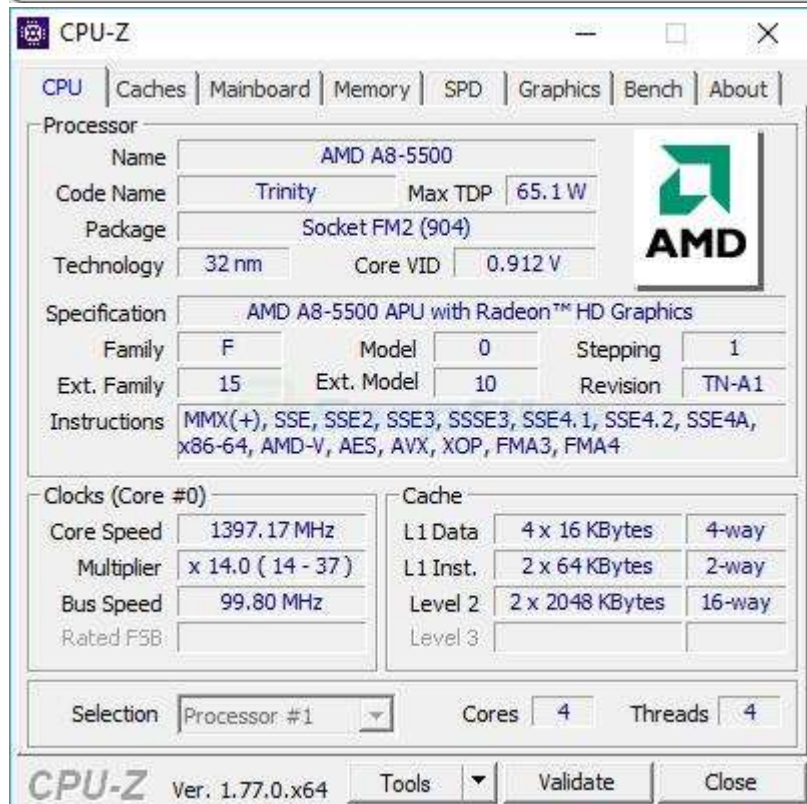 CPU-Z
CPU Caches Mainboard Memory SPD Graphics Bench About
Processor
Name AMD A8-5500
Code Name Trinity Max TDP 65.1 W
Package Socket FM2 (904)
Technology 32 nm Core VID 0.912 V
AMD
Specification AMD A8-5500 APU with Radeon™ HD Graphics
Family F Model 0 Stepping 1
Ext. Family 15 Ext. Model 10 Revision TN-A1
Instructions MMX(+), SSE, SSE2, SSE3, SSSE3, SSE4.1, SSE4.2, SSE4A,
x86-64, AMD-V, AES, AVX, XOP, FMA3, FMA4
Clocks (Core #0) Cache
Core Speed 1397.17 MHz L1 Data 4 x 16 KBytes 4-way
Multiplier x 14.0 ( 14 - 37 ) L1 Inst. 2 x 64 KBytes 2-way
Bus Speed 99.80 MHz Level 2 2 x 2048 KBytes 16-way
Rated FSB Level 3
Selection Processor #1 Cores 4 Threads 4
CPU-Z Ver. 1.77.0.x64 Tools Validate Close